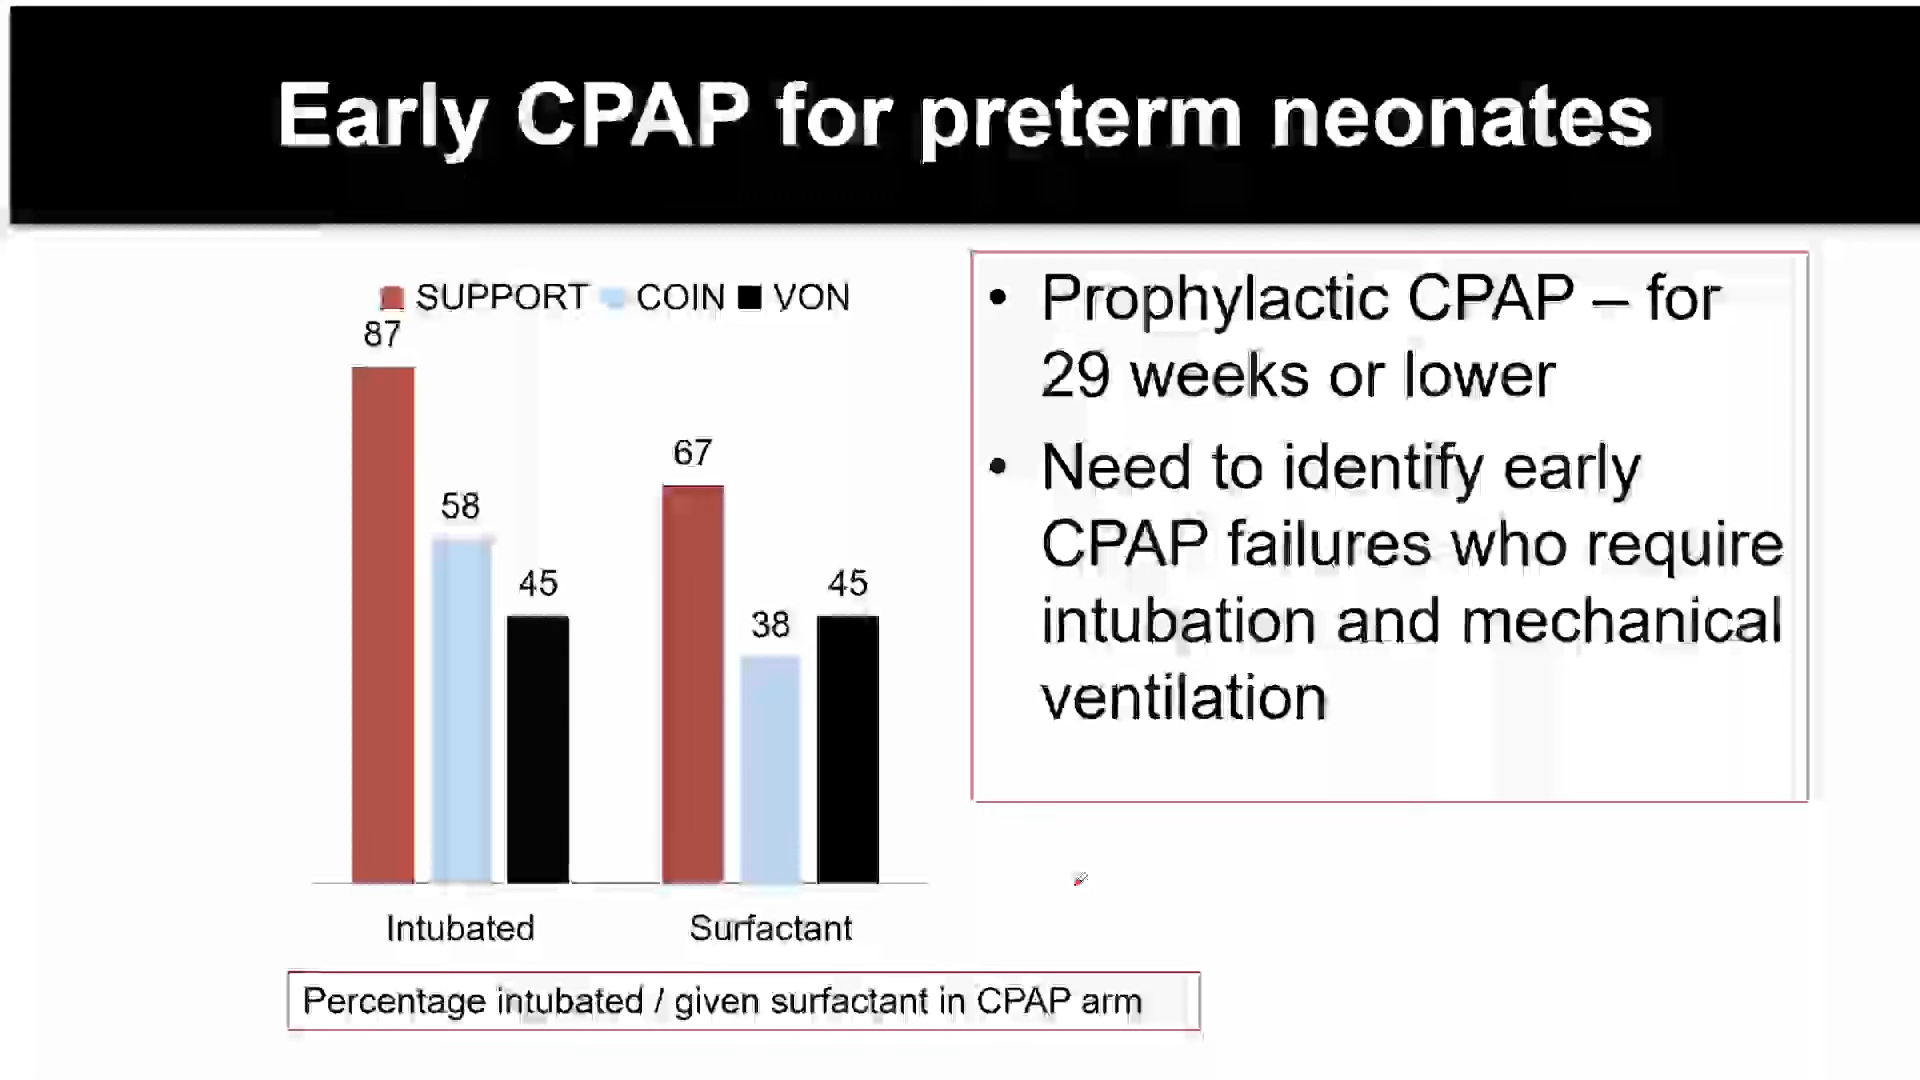 Early CPAP for preterm neonates
SUPPORT COIN VON
87
58
45
67
38
45
Intubated Surfactant
Percentage intubated / given surfactant in CPAP arm
• Prophylactic CPAP – for
29 weeks or lower
• Need to identify early
CPAP failures who require
intubation and mechanical
ventilation